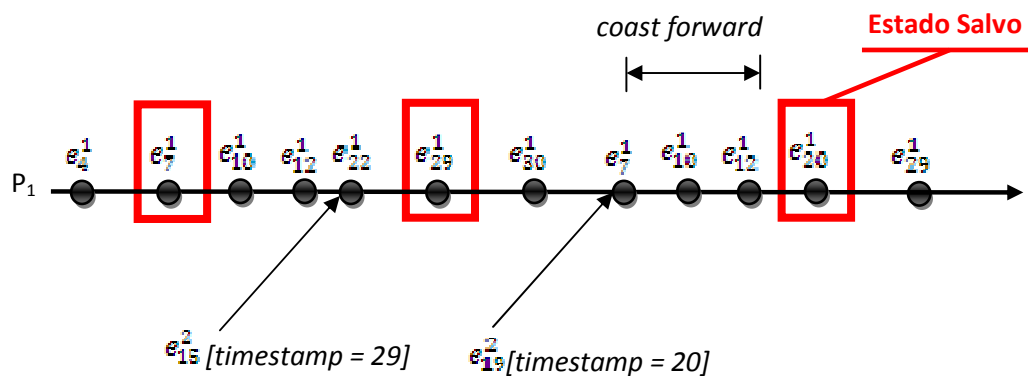 coast forward
Estado Salvo
e¹₄ e¹₇ e¹₁₀ e¹₁₂ e¹₂₂ e¹₂₉ e¹₃₀ e¹₇ e¹₁₀ e¹₁₂ e¹₂₀ e¹₂₉
P₁
e²₁₅ [timestamp = 29]
e²₁₉ [timestamp = 20]